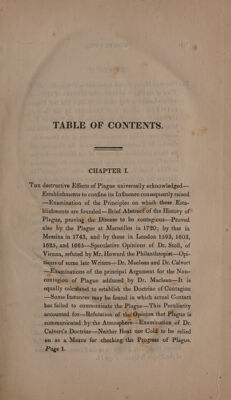 TABLE OF CONTENTS.
CHAPTER I.
THE destructive Effects of Plague universally acknowledged—
Establishments to confine its Influence consequently raised
—Examination of the Principles on which these Esta-
blishments are founded—Brief Abstract of the History of
Plague, proving the Disease to be contagious—Proved
also by the Plague at Marseilles in 1720; by that in
Messina in 1743, and by those in London 1593, 1603,
1625, and 1665—Speculative Opinions of Dr. Stoll, of
Vienna, refuted by Mr. Howard the Philanthropist—Opi-
nions of some late Writers—Dr. Maclean and Dr. Calvert
—Examinations of the principal Argument for the Non-
contagion of Plague adduced by Dr. Maclean—It is
equally calculated to establish the Doctrine of Contagion
—Some Instances may be found in which actual Contact
has failed to communicate the Plague—This Peculiarity
accounted for—Refutation of the Opinion that Plague is
communicated by the Atmosphere—Examination of Dr.
Calvert's Doctrine—Neither Heat nor Cold to be relied
on as a Means for checking the Progress of Plague.
Page 1.